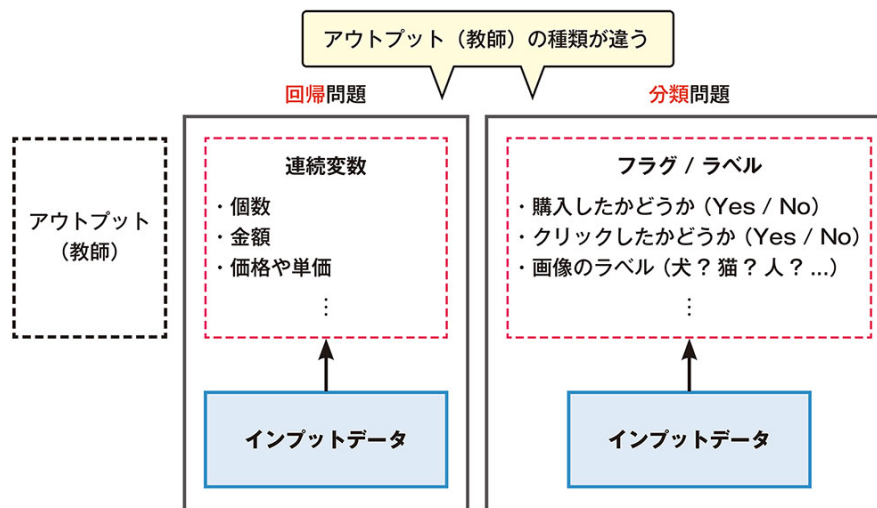 アウトプット（教師）の種類が違う
回帰問題
分類問題
アウトプット
（教師）
連続変数
・個数
・金額
・価格や単価
⋮
インプットデータ
フラグ / ラベル
・購入したかどうか（Yes / No）
・クリックしたかどうか（Yes / No）
・画像のラベル（犬？猫？人？...）
⋮
インプットデータ